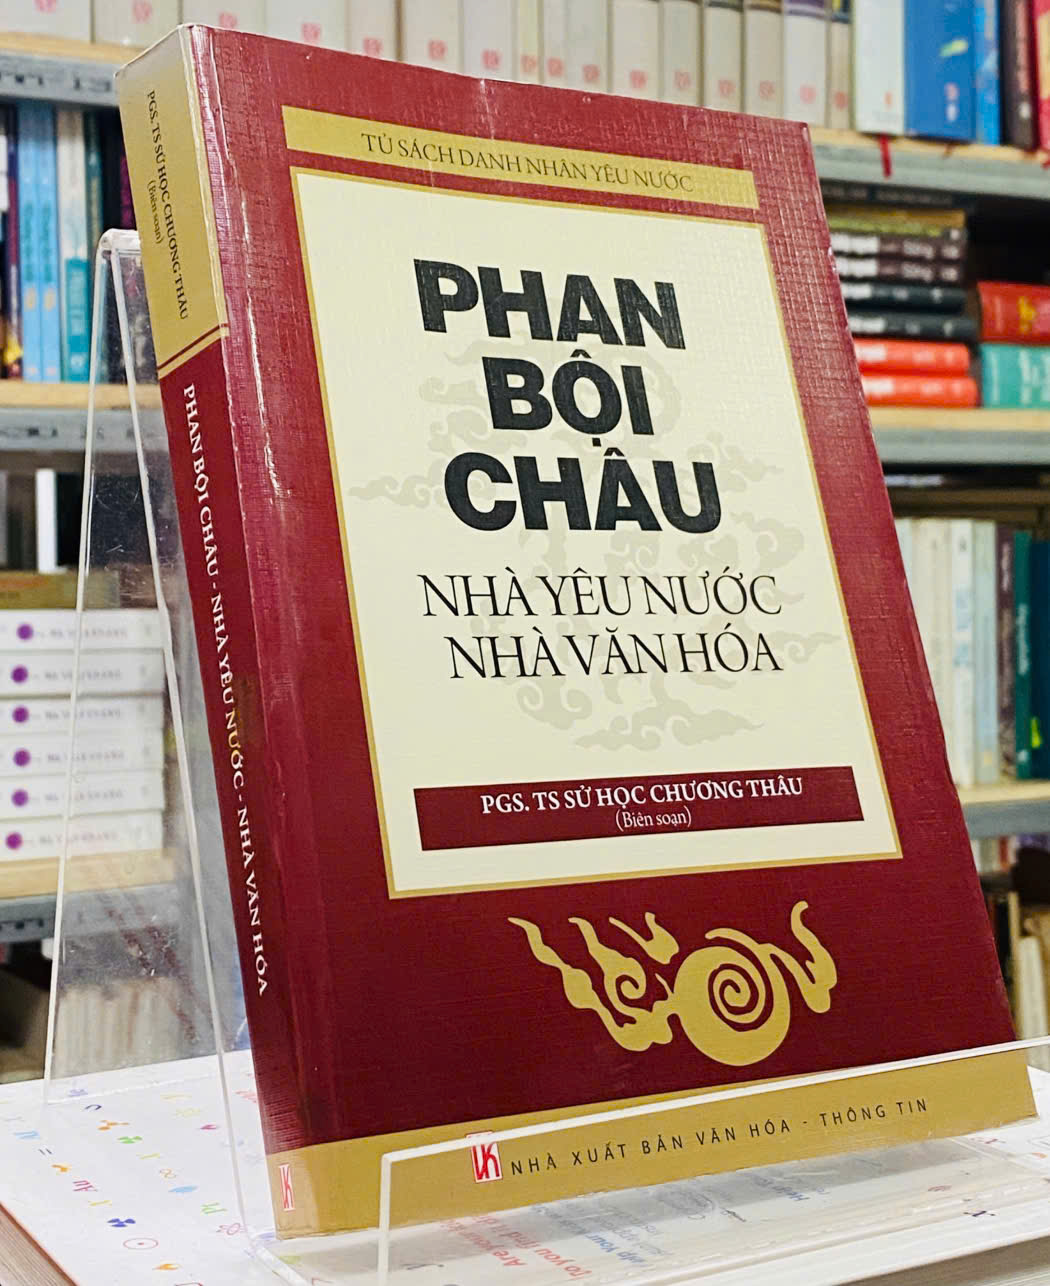 TỦ SÁCH DANH NHÂN YÊU NƯỚC
PHAN
BỘI
CHÂU
NHÀ YÊU NƯỚC
NHÀ VĂN HÓA
PGS. TS SỬ HỌC CHƯƠNG THÂU
(Biên soạn)
NHÀ XUẤT BẢN VĂN HÓA - THÔNG TIN
PGS. TS SỬ HỌC CHƯƠNG THÂU
(Biên soạn)
PHAN BỘI CHÂU - NHÀ YÊU NƯỚC - NHÀ VĂN HÓA